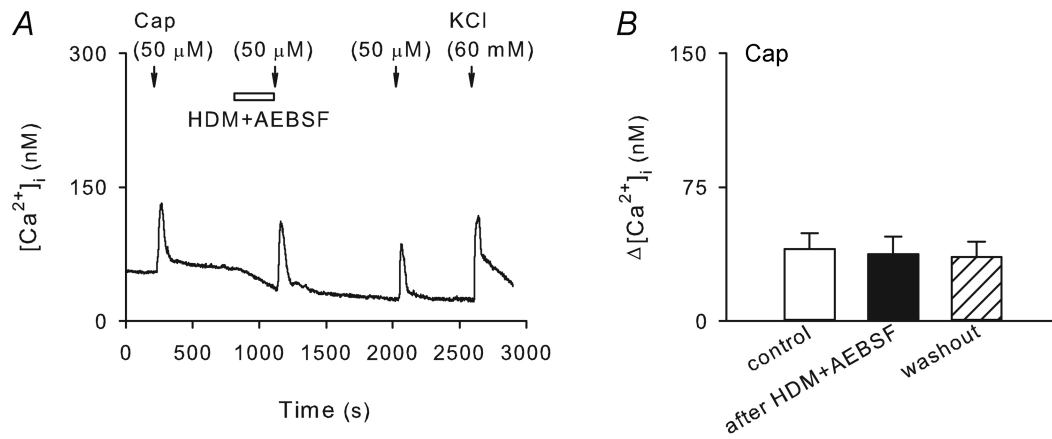 A
Cap
KCl
(50 μM)
(50 μM)
(50 μM)
(60 mM)
HDM+AEBSF
[Ca²⁺]ᵢ (nM)
300
150
0
0
500
1000
1500
2000
2500
3000
Time (s)
B
Cap
Δ[Ca²⁺]ᵢ (nM)
150
75
0
control
after HDM+AEBSF
washout